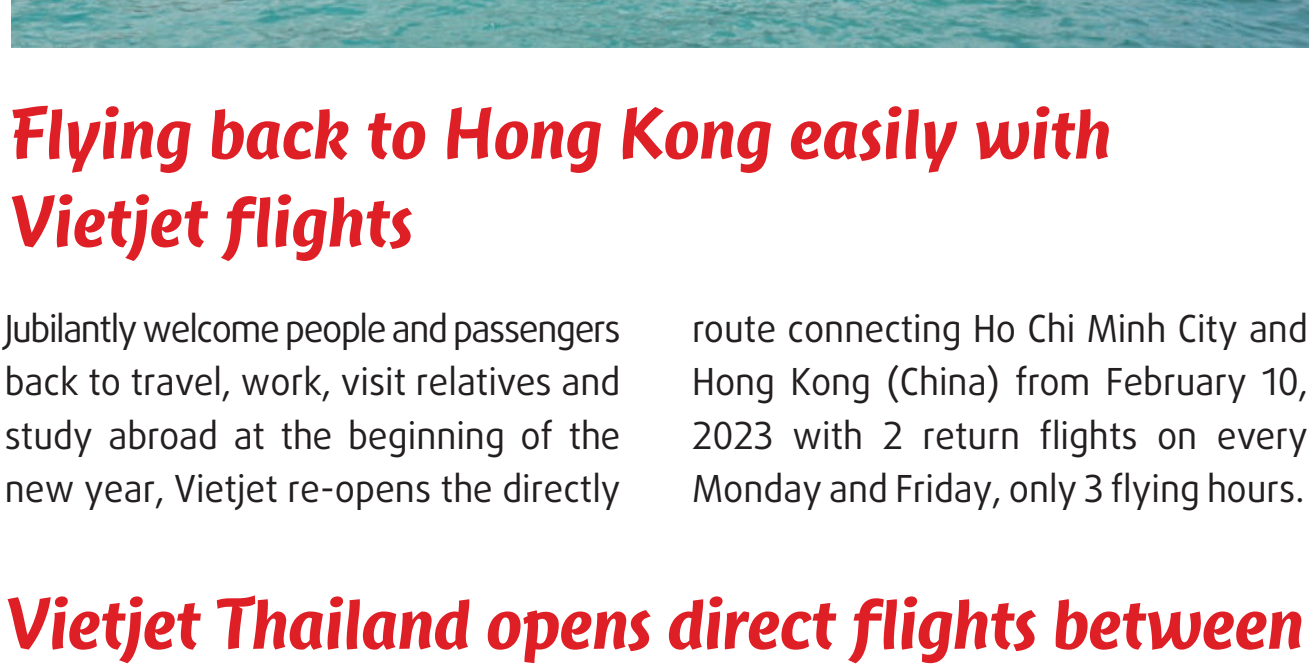 Flying back to Hong Kong easily with
Vietjet flights
Jubilantly welcome people and passengers
back to travel, work, visit relatives and
study abroad at the beginning of the
new year, Vietjet re-opens the directly
route connecting Ho Chi Minh City and
Hong Kong (China) from February 10,
2023 with 2 return flights on every
Monday and Friday, only 3 flying hours.
Vietjet Thailand opens direct flights between